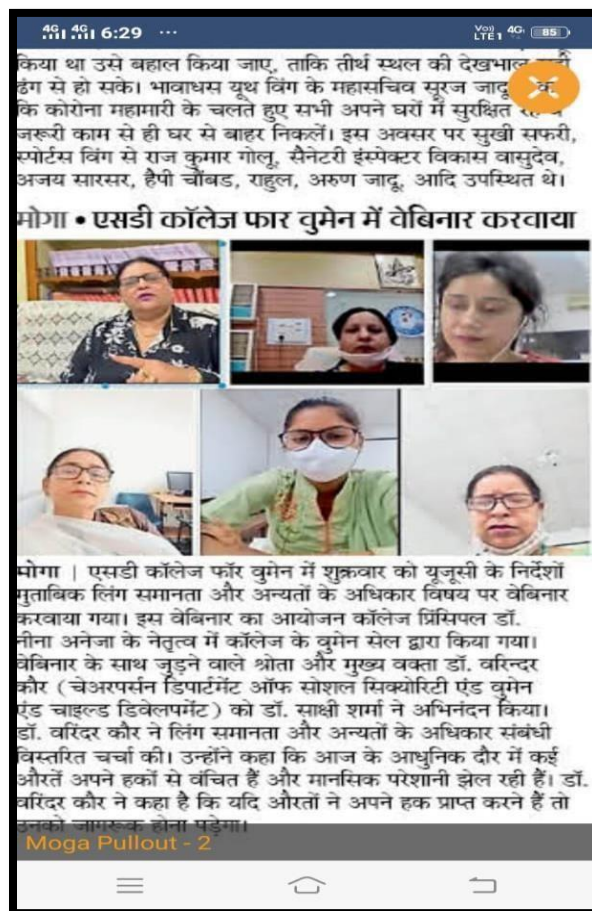 4G 4G 6:29 ... Vo)) LTE 1 4G 85
किया था उसे बहाल किया जाए, ताकि तीर्थ स्थल की देखभाल
ढंग से हो सके। भावाधस यूथ विंग के महासचिव सूरज जादू
कि कोरोना महामारी के चलते हुए सभी अपने घरों में सुरक्षित
जरूरी काम से ही घर से बाहर निकलें। इस अवसर पर सुखी सफरी,
स्पोर्टस विंग से राज कुमार गोलू, सैनेटरी इंस्पेक्टर विकास वासुदेव,
अजय सारसर, हैपी चौंबड, राहुल, अरुण जादू, आदि उपस्थित थे।
मोगा • एसडी कॉलेज फार वुमेन में वेबिनार करवाया
मोगा | एसडी कॉलेज फॉर वुमेन में शुक्रवार को यूजूसी के निर्देशों
मुताबिक लिंग समानता और अन्यतों के अधिकार विषय पर वेबिनार
करवाया गया। इस वेबिनार का आयोजन कॉलेज प्रिंसिपल डॉ.
नीना अनेजा के नेतृत्व में कॉलेज के वुमेन सेल द्वारा किया गया।
वेबिनार के साथ जुड़ने वाले श्रोता और मुख्य वक्ता डॉ. वरिन्दर
कौर (चेअरपर्सन डिपार्टमेंट ऑफ सोशल सिक्योरिटी एंड वुमेन
एंड चाइल्ड डिवेलपमेंट) को डॉ. साक्षी शर्मा ने अभिनंदन किया।
डॉ. वरिंदर कौर ने लिंग समानता और अन्यतों के अधिकार संबंधी
विस्तरित चर्चा की। उन्होंने कहा कि आज के आधुनिक दौर में कई
औरतें अपने हकों से वंचित हैं और मानसिक परेशानी झेल रही हैं। डॉ.
वरिंदर कौर ने कहा है कि यदि औरतों ने अपने हक प्राप्त करने हैं तो
उनको जागरूक होना पड़ेगा।
Moga Pullout - 2